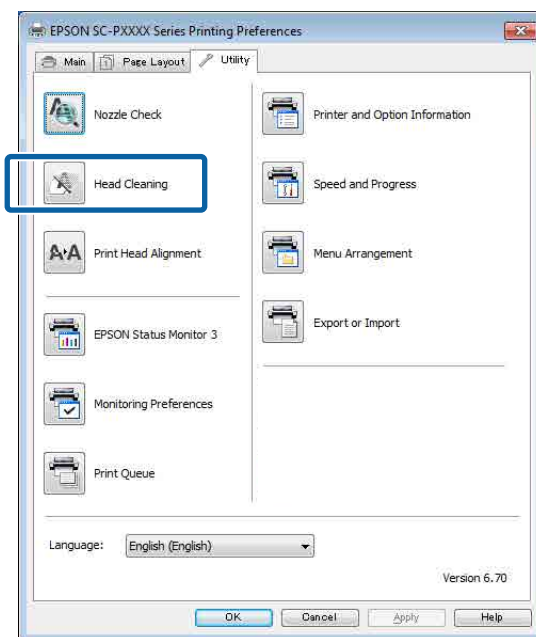 EPSON SC-PXXXX Series Printing Preferences
Main
Page Layout
Utility
Nozzle Check
Printer and Option Information
Head Cleaning
Speed and Progress
A A Print Head Alignment
Menu Arrangement
EPSON Status Monitor 3
Export or Import
Monitoring Preferences
Print Queue
Language:
English (English)
Version 6.70
OK
Cancel
Apply
Help